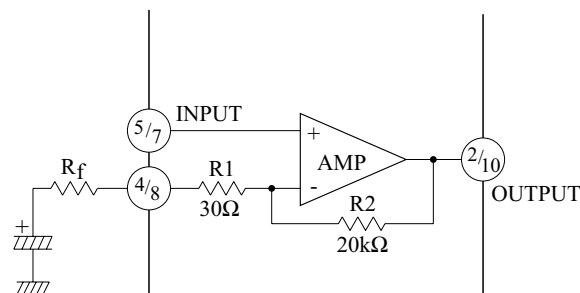 5/7
INPUT
+
AMP
-
2/10
OUTPUT
Rf
4/8
R1
30Ω
R2
20kΩ
+